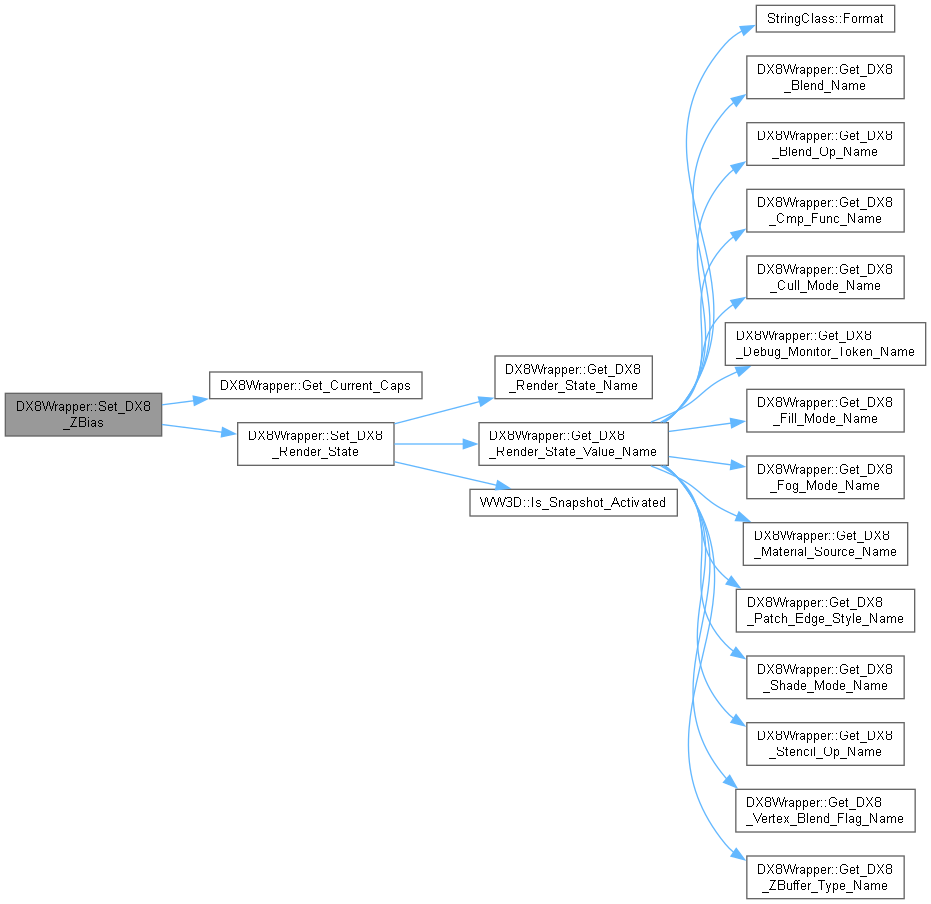 DX8Wrapper::Set_DX8
_ZBias
DX8Wrapper::Get_Current_Caps
DX8Wrapper::Set_DX8
_Render_State
DX8Wrapper::Get_DX8
_Render_State_Name
DX8Wrapper::Get_DX8
_Render_State_Value_Name
WW3D::Is_Snapshot_Activated
StringClass::Format
DX8Wrapper::Get_DX8
_Blend_Name
DX8Wrapper::Get_DX8
_Blend_Op_Name
DX8Wrapper::Get_DX8
_Cmp_Func_Name
DX8Wrapper::Get_DX8
_Cull_Mode_Name
DX8Wrapper::Get_DX8
_Debug_Monitor_Token_Name
DX8Wrapper::Get_DX8
_Fill_Mode_Name
DX8Wrapper::Get_DX8
_Fog_Mode_Name
DX8Wrapper::Get_DX8
_Material_Source_Name
DX8Wrapper::Get_DX8
_Patch_Edge_Style_Name
DX8Wrapper::Get_DX8
_Shade_Mode_Name
DX8Wrapper::Get_DX8
_Stencil_Op_Name
DX8Wrapper::Get_DX8
_Vertex_Blend_Flag_Name
DX8Wrapper::Get_DX8
_ZBuffer_Type_Name